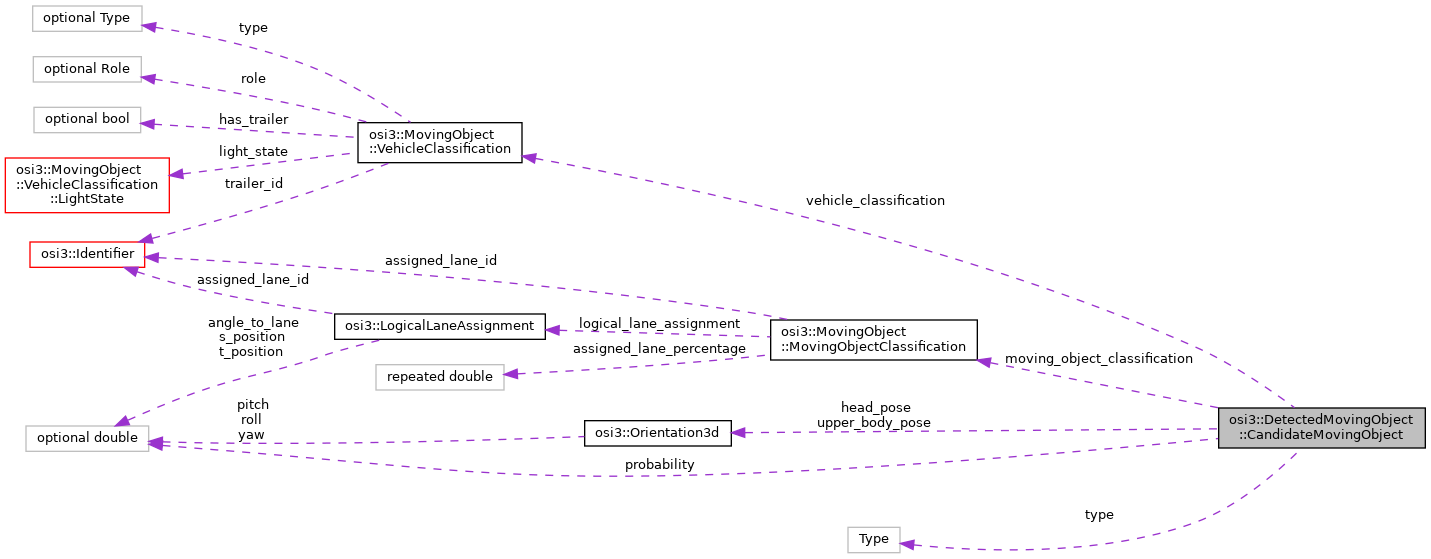 optional Type
type
optional Role
role
optional bool
has_trailer
osi3::MovingObject
::VehicleClassification
light_state
osi3::MovingObject
::VehicleClassification
::LightState
trailer_id
vehicle_classification
osi3::Identifier
assigned_lane_id
assigned_lane_id
angle_to_lane
s_position
t_position
osi3::LogicalLaneAssignment
logical_lane_assignment
osi3::MovingObject
::MovingObjectClassification
assigned_lane_percentage
repeated double
moving_object_classification
pitch
roll
yaw
optional double
osi3::Orientation3d
head_pose
upper_body_pose
osi3::DetectedMovingObject
::CandidateMovingObject
probability
type
Type